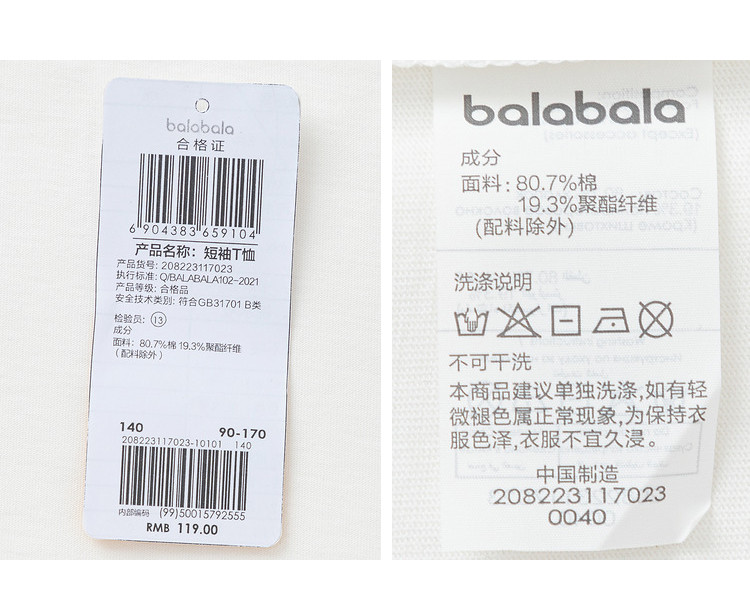 balabala
合格证
6 904383 659104
产品名称：短袖T恤
产品货号：208223117023
执行标准：Q/BALABALA102-2021
产品等级：合格品
安全技术类别：符合GB31701 B类
检验员：⑬
成分
面料：80.7%棉 19.3%聚酯纤维
（配料除外）
140 90-170
208223117023-10101 140
内部编码 (99)50015792555
RMB 119.00
balabala
成分
面料：80.7%棉
19.3%聚酯纤维
(配料除外)
洗涤说明
不可干洗
本商品建议单独洗涤,如有轻
微褪色属正常现象,为保持衣
服色泽,衣服不宜久浸。
中国制造
208223117023
0040